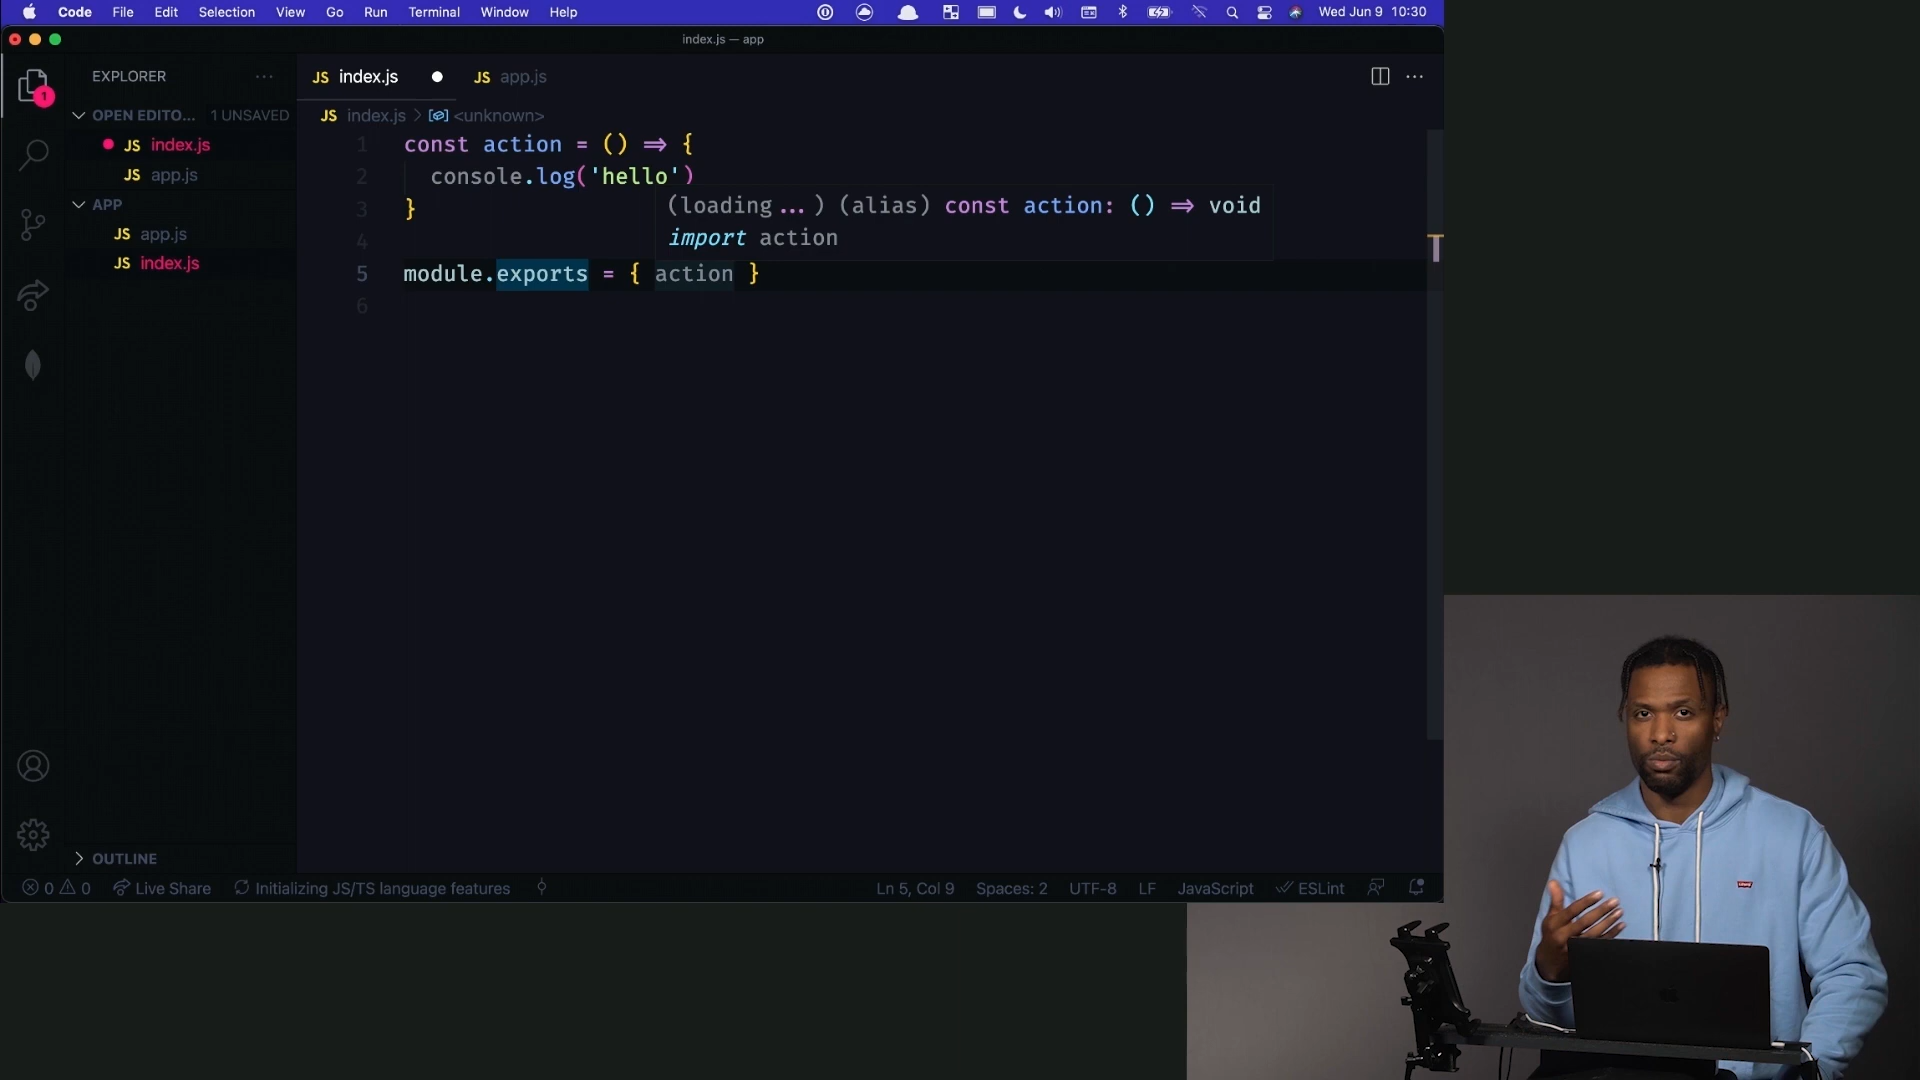 Code File Edit Selection View Go Run Terminal Window Help Wed Jun 9 10:30
index.js — app
EXPLORER
OPEN EDITO... 1 UNSAVED
JS index.js
JS app.js
APP
JS app.js
JS index.js
OUTLINE
1
JS index.js
JS app.js
JS index.js > <unknown>
1 const action = () => {
2 console.log('hello')
3 }
4
5 module.exports = { action }
6
(loading...) (alias) const action: () => void
import action
0 0 Live Share Initializing JS/TS language features Ln 5, Col 9 Spaces: 2 UTF-8 LF JavaScript ESLint